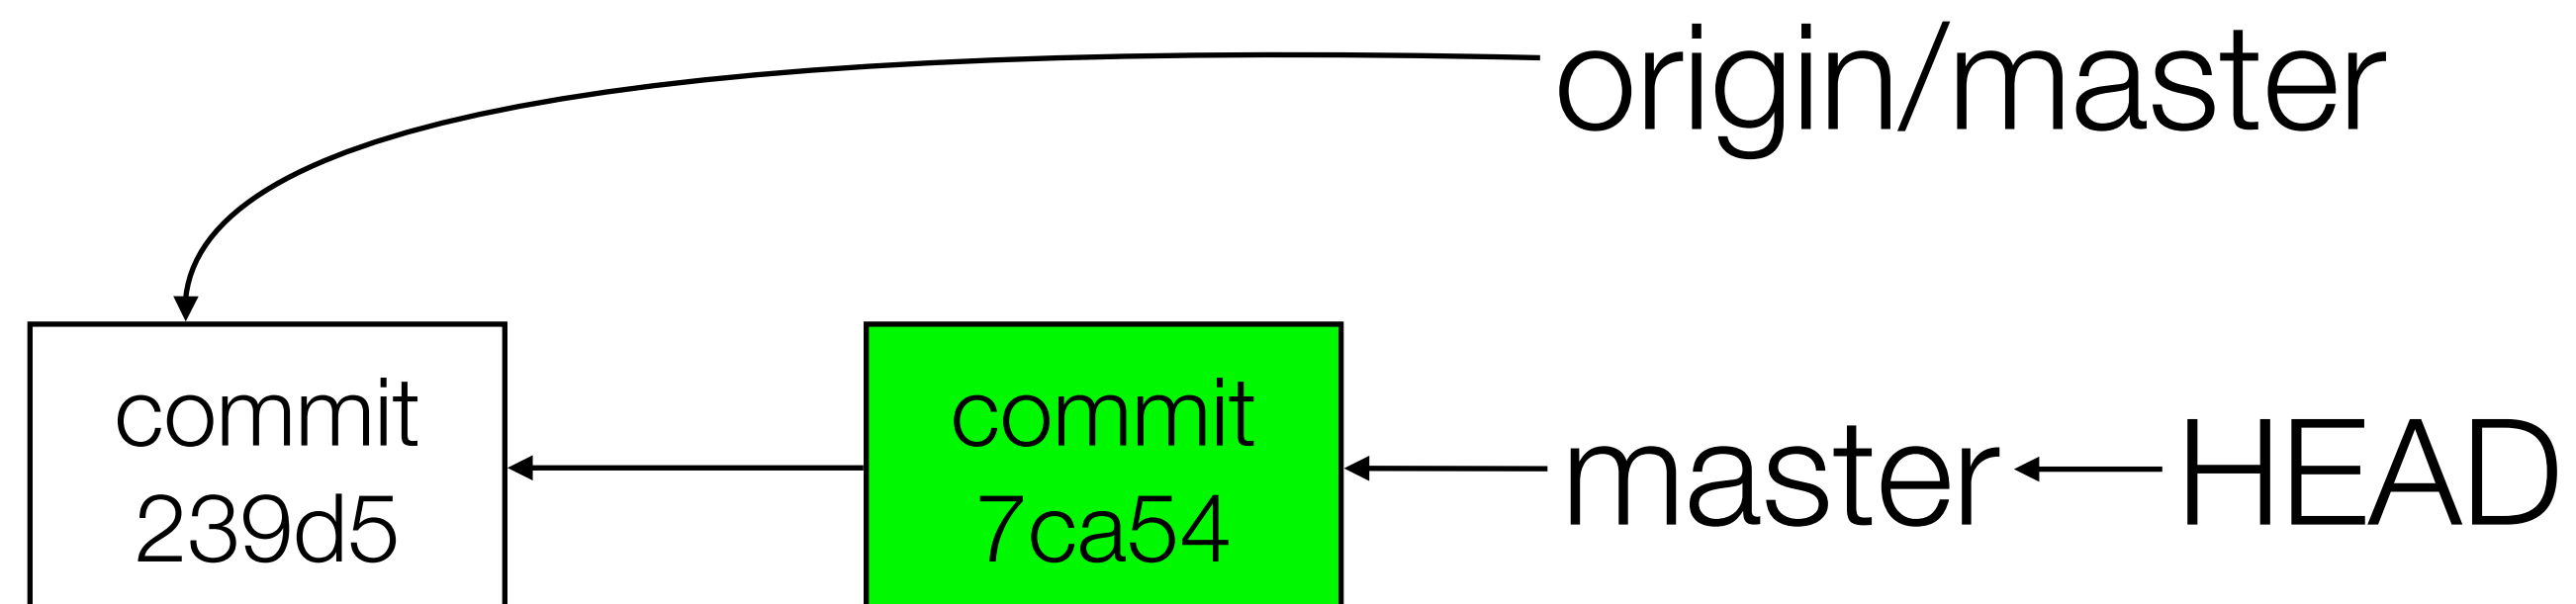 origin/master
commit
239d5
commit
7ca54
master
HEAD